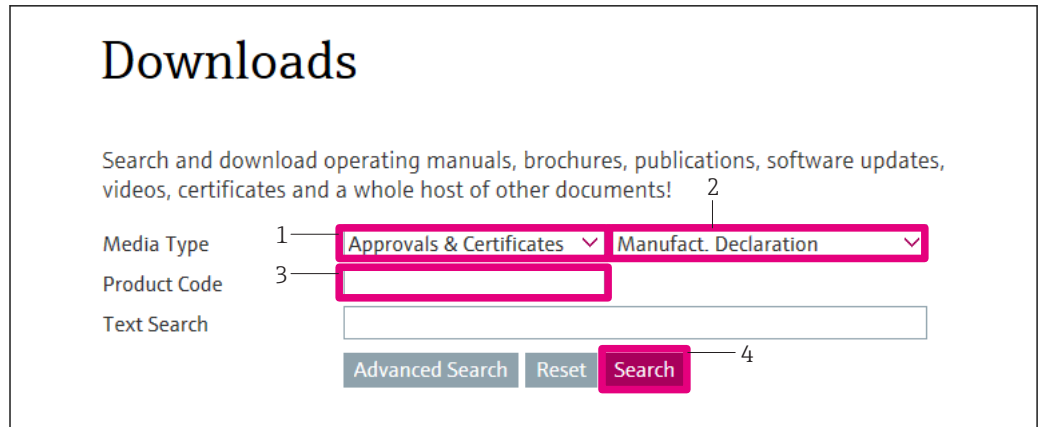 Downloads
Search and download operating manuals, brochures, publications, software updates,
videos, certificates and a whole host of other documents!
2
Media Type 1 Approvals & Certificates Manufact. Declaration
Product Code 3
Text Search
Advanced Search Reset Search 4